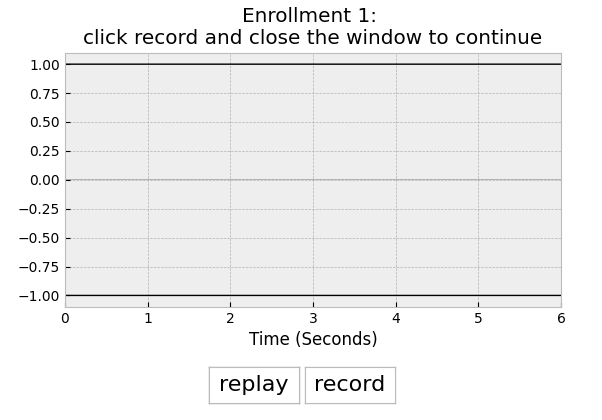 Enrollment 1:
click record and close the window to continue
1.00
0.75
0.50
0.25
0.00
−0.25
−0.50
−0.75
−1.00
0 1 2 3 4 5 6
Time (Seconds)
replay record